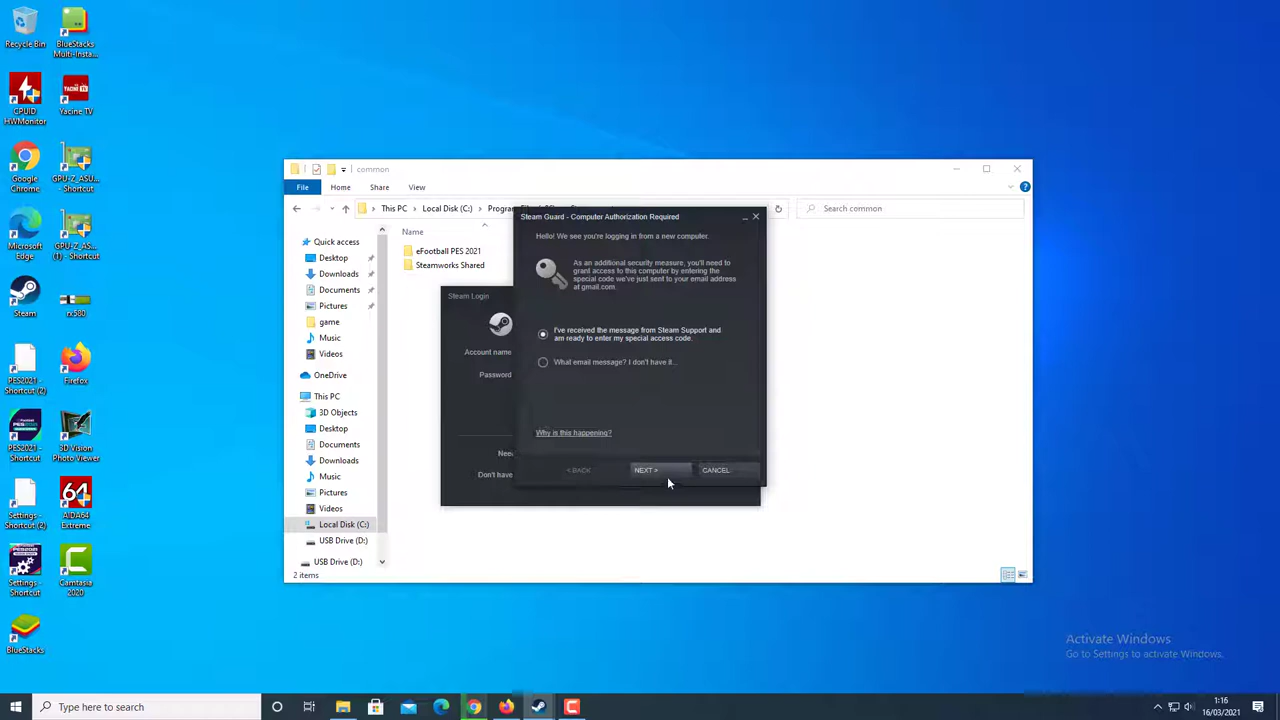 Recycle Bin
BlueStacks
Multi-Insta...
CPUID
HWMonitor
Yacine TV
Google
Chrome
GPU-Z_ASU...
- Shortcut
Microsoft
Edge
GPU-Z_ASU...
(1) - Shortcut
Steam
rx580
PES2021 -
Shortcut (2)
Firefox
PES2021 -
Shortcut
3D Vision
Photo Viewer
Settings -
Shortcut (2)
AIDA64
Extreme
Settings -
Shortcut
Camtasia
2020
BlueStacks
common
File
Home
Share
View
This PC
Local Disk (C:)
Search common
Quick access
Desktop
Downloads
Documents
Pictures
game
Music
Videos
OneDrive
This PC
3D Objects
Desktop
Documents
Downloads
Music
Pictures
Videos
Local Disk (C:)
USB Drive (D:)
USB Drive (D:)
2 items
Name
eFootball PES 2021
Steamworks Shared
Steam Login
Account name
Password
Don't have
Steam Guard - Computer Authorization Required
Hello! We see you're logging in from a new computer.
As an additional security measure, you'll need to
grant access to this computer by entering the
special code we've just sent to your email address
at gmail.com.
I've received the message from Steam Support and
am ready to enter my special access code.
What email message? I don't have it...
Why is this happening?
< BACK
NEXT >
CANCEL
Activate Windows
Go to Settings to activate Windows.
Type here to search
1:16
16/03/2021